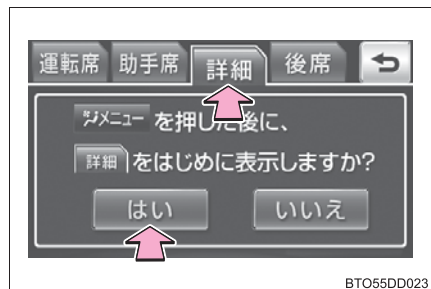 運転席 助手席 詳細 後席
メニュー を押した後に、
詳細 をはじめに表示しますか?
はい いいえ
BTO55DD023